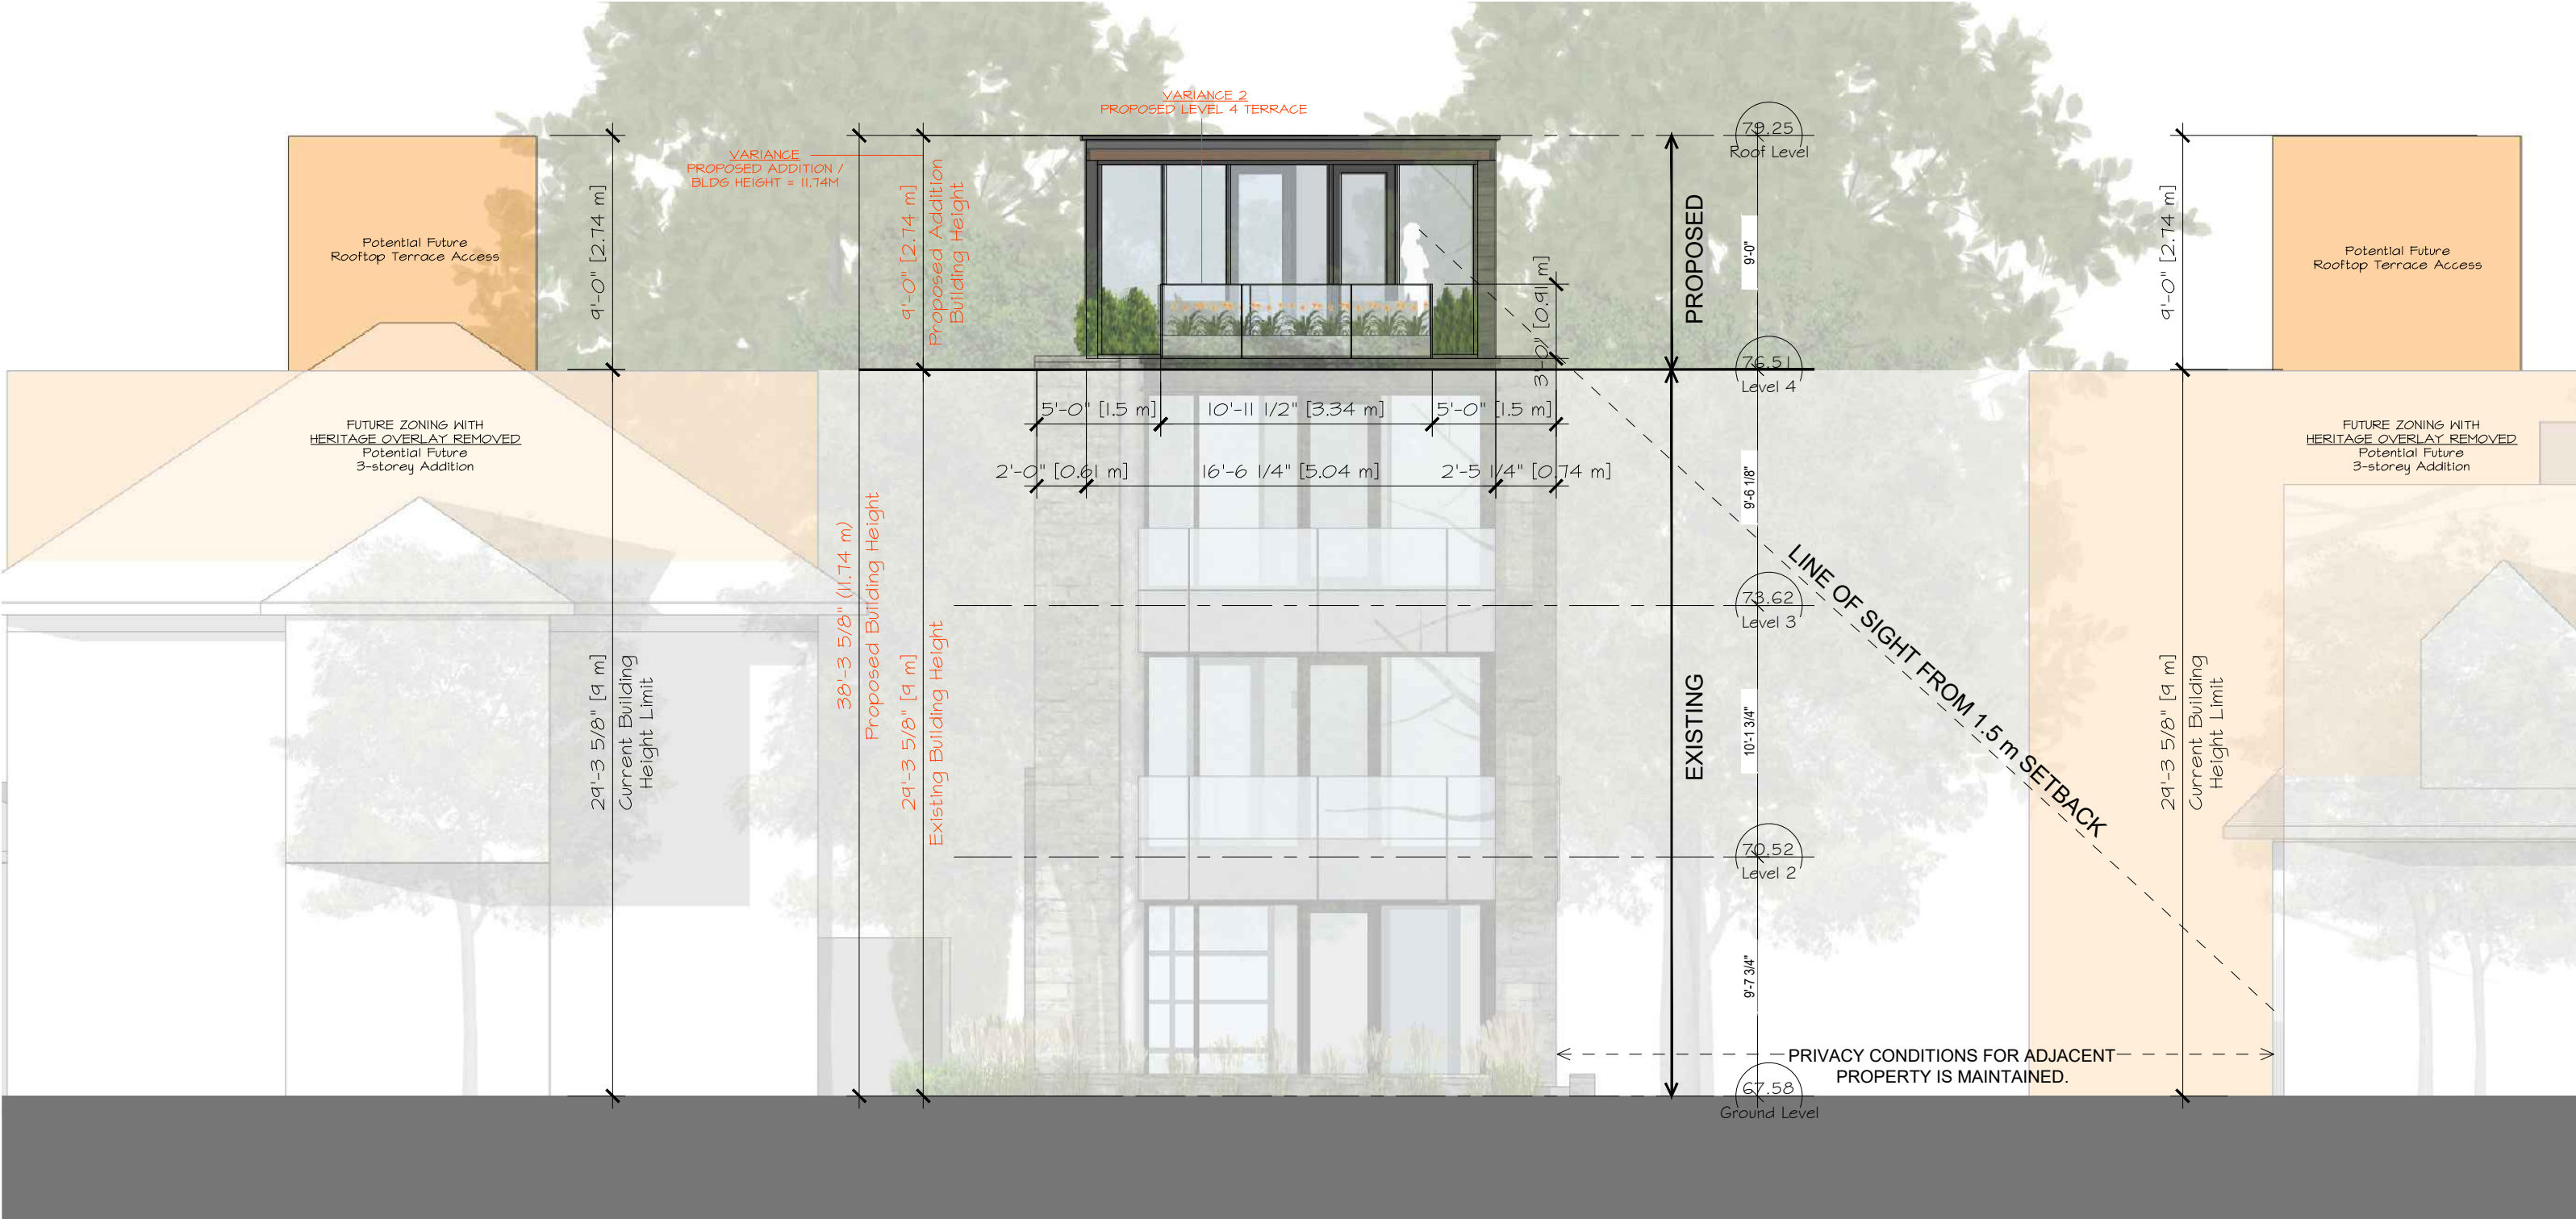 VARIANCE 2
PROPOSED LEVEL 4 TERRACE
VARIANCE
PROPOSED ADDITION /
BLDG HEIGHT = 11.74M
79.25
Roof Level
Potential Future
Rooftop Terrace Access
9'-0" [2.74 m]
9'-0" [2.74 m]
Proposed Addition
Building Height
PROPOSED
9'-0"
9'-0" [2.74 m]
Potential Future
Rooftop Terrace Access
3'-0" [0.91 m]
76.51
Level 4
5'-0" [1.5 m]
10'-11 1/2" [3.34 m]
5'-0" [1.5 m]
2'-0" [0.61 m]
16'-6 1/4" [5.04 m]
2'-5 1/4" [0.74 m]
FUTURE ZONING WITH
HERITAGE OVERLAY REMOVED
Potential Future
3-storey Addition
FUTURE ZONING WITH
HERITAGE OVERLAY REMOVED
Potential Future
3-storey Addition
9'-6 1/8"
38'-3 5/8" (11.74 m)
Proposed Building Height
29'-3 5/8" [9 m]
Existing Building Height
29'-3 5/8" [9 m]
Current Building
Height Limit
73.62
Level 3
LINE OF SIGHT FROM 1.5 m SETBACK
EXISTING
10'-1 3/4"
29'-3 5/8" [9 m]
Current Building
Height Limit
70.52
Level 2
9'-7 3/4"
PRIVACY CONDITIONS FOR ADJACENT
PROPERTY IS MAINTAINED.
67.58
Ground Level